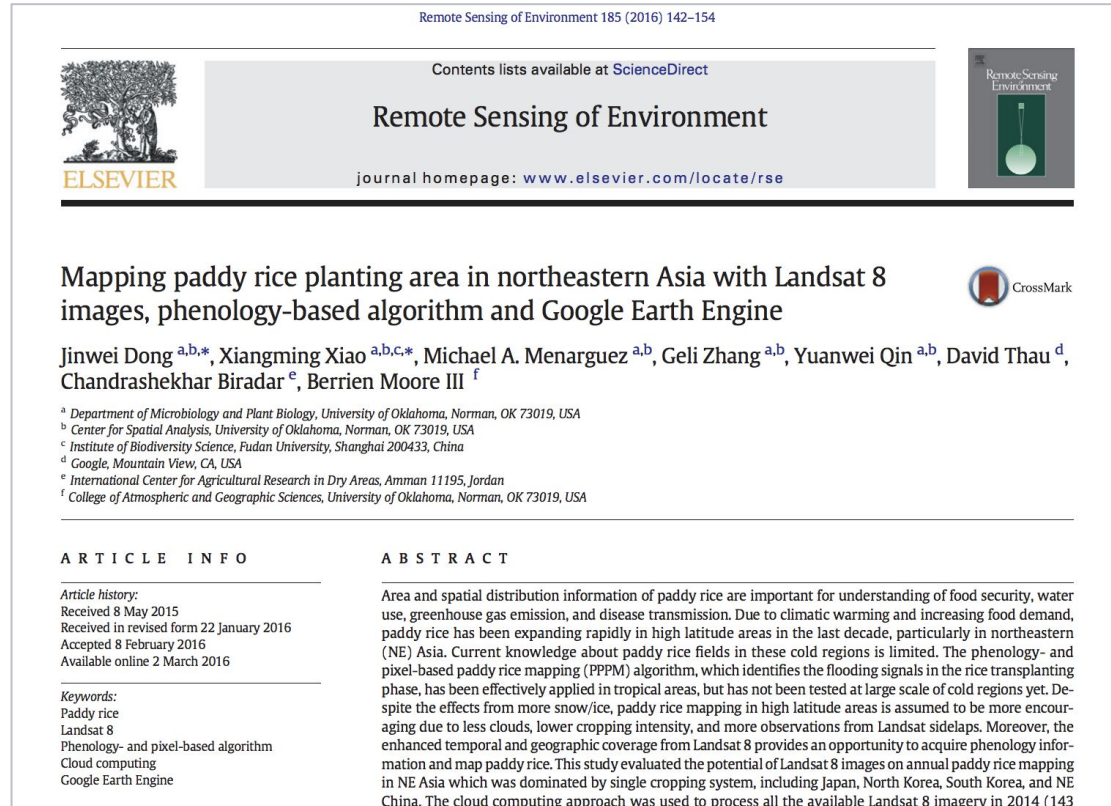 Remote Sensing of Environment 185 (2016) 142–154
Contents lists available at ScienceDirect
Remote Sensing of Environment
journal homepage: www.elsevier.com/locate/rse
ELSEVIER
Remote Sensing
Environment
Mapping paddy rice planting area in northeastern Asia with Landsat 8
images, phenology-based algorithm and Google Earth Engine
CrossMark
Jinwei Dong a,b,*, Xiangming Xiao a,b,c,*, Michael A. Menarguez a,b, Geli Zhang a,b, Yuanwei Qin a,b, David Thau d,
Chandrashekhar Biradar e, Berrien Moore III f
a Department of Microbiology and Plant Biology, University of Oklahoma, Norman, OK 73019, USA
b Center for Spatial Analysis, University of Oklahoma, Norman, OK 73019, USA
c Institute of Biodiversity Science, Fudan University, Shanghai 200433, China
d Google, Mountain View, CA, USA
e International Center for Agricultural Research in Dry Areas, Amman 11195, Jordan
f College of Atmospheric and Geographic Sciences, University of Oklahoma, Norman, OK 73019, USA
ARTICLE INFO
Article history:
Received 8 May 2015
Received in revised form 22 January 2016
Accepted 8 February 2016
Available online 2 March 2016
Keywords:
Paddy rice
Landsat 8
Phenology- and pixel-based algorithm
Cloud computing
Google Earth Engine
ABSTRACT
Area and spatial distribution information of paddy rice are important for understanding of food security, water
use, greenhouse gas emission, and disease transmission. Due to climatic warming and increasing food demand,
paddy rice has been expanding rapidly in high latitude areas in the last decade, particularly in northeastern
(NE) Asia. Current knowledge about paddy rice fields in these cold regions is limited. The phenology- and
pixel-based paddy rice mapping (PPPM) algorithm, which identifies the flooding signals in the rice transplanting
phase, has been effectively applied in tropical areas, but has not been tested at large scale of cold regions yet. De-
spite the effects from more snow/ice, paddy rice mapping in high latitude areas is assumed to be more encour-
aging due to less clouds, lower cropping intensity, and more observations from Landsat sidelaps. Moreover, the
enhanced temporal and geographic coverage from Landsat 8 provides an opportunity to acquire phenology infor-
mation and map paddy rice. This study evaluated the potential of Landsat 8 images on annual paddy rice mapping
in NE Asia which was dominated by single cropping system, including Japan, North Korea, South Korea, and NE
China. The cloud computing approach was used to process all the available Landsat 8 imagery in 2014 (143